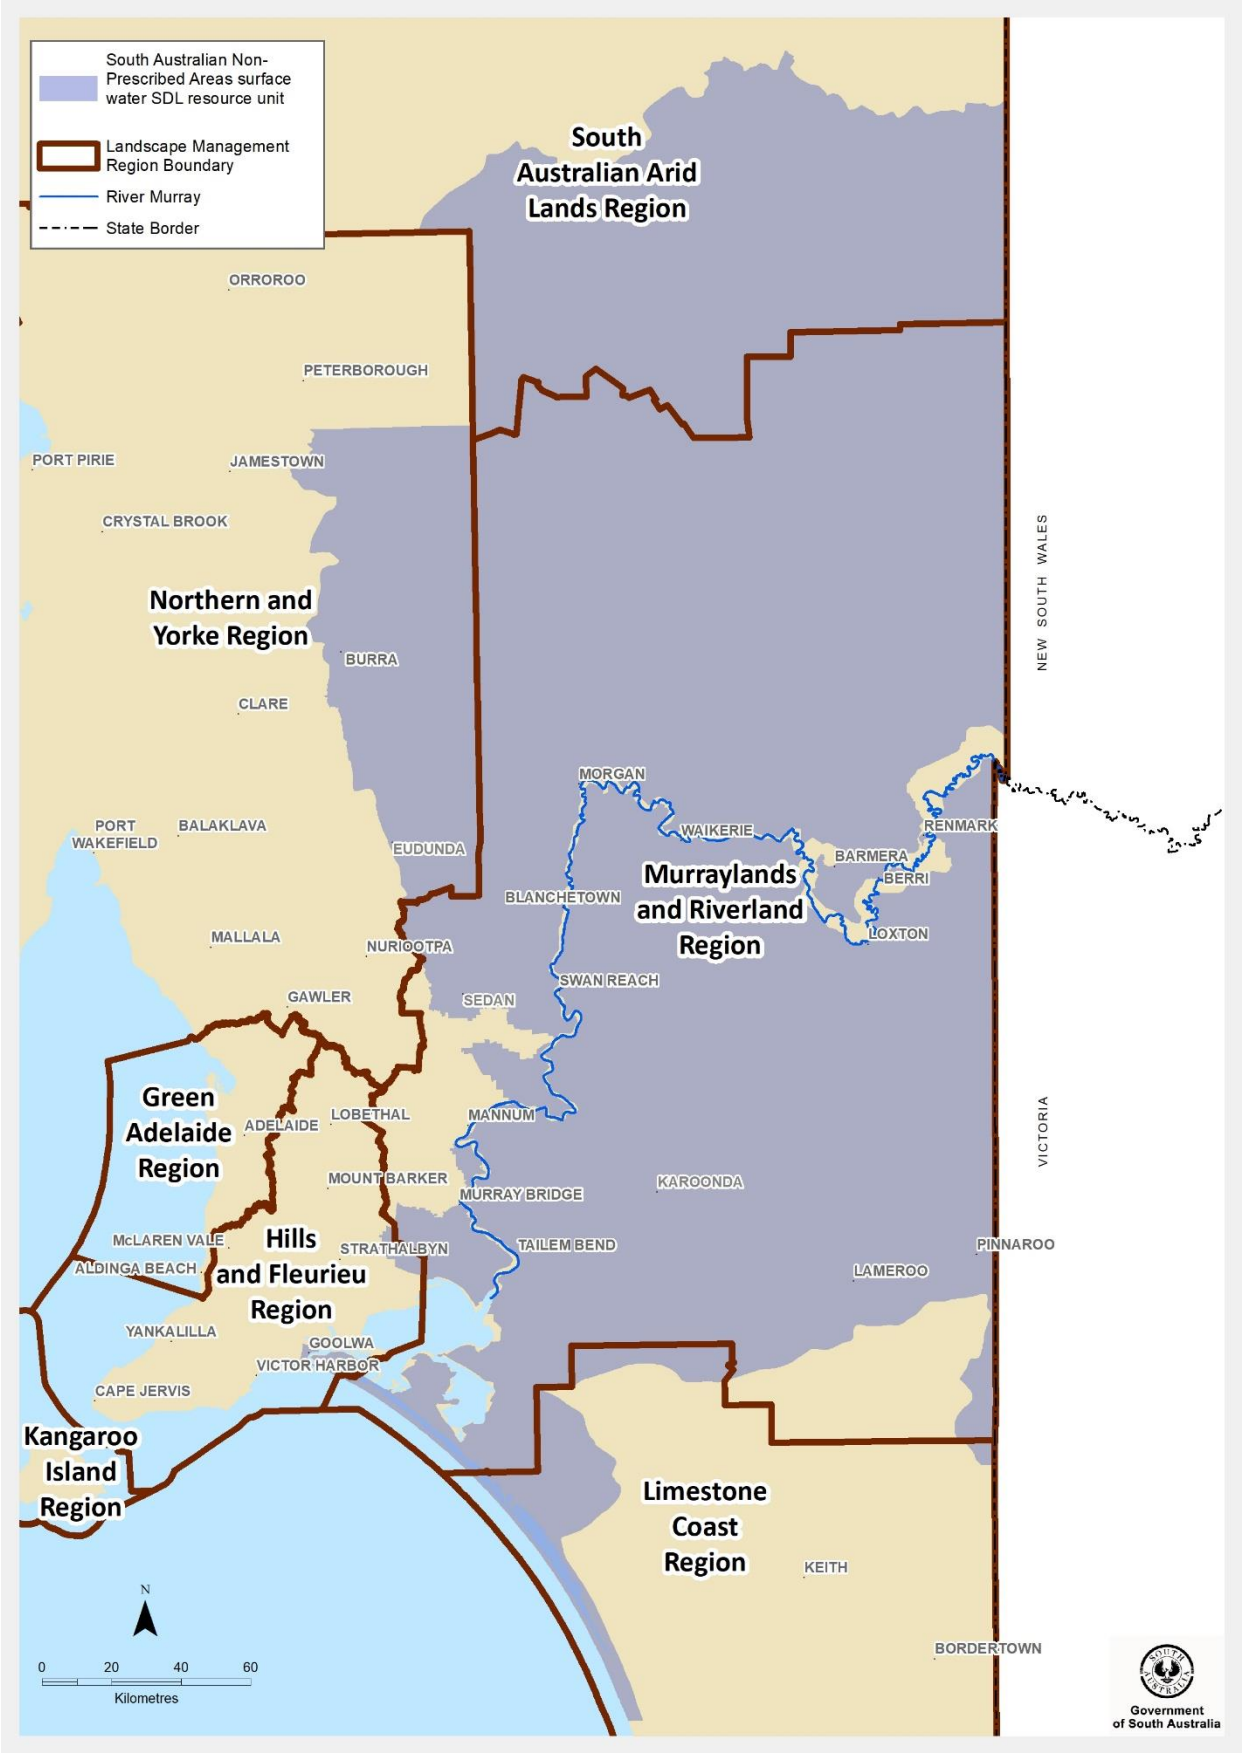 South Australian Non-
Prescribed Areas surface
water SDL resource unit
Landscape Management
Region Boundary
River Murray
State Border
South
Australian Arid
Lands Region
ORROROO
PETERBOROUGH
PORT PIRIE
JAMESTOWN
CRYSTAL BROOK
NEW SOUTH WALES
Northern and
Yorke Region
BURRA
CLARE
MORGAN
PORT
WAKEFIELD
BALAKLAVA
WAIKERIE
RENMARK
EUDUNDA
BARMERA
BERRI
Murraylands
and Riverland
Region
BLANCHETOWN
MALLALA
NURIOOTPA
LOXTON
SWAN REACH
GAWLER
SEDAN
Green
Adelaide
Region
ADELAIDE
LOBETHAL
MANNUM
VICTORIA
MOUNT BARKER
MURRAY BRIDGE
KAROONDA
McLAREN VALE
Hills
and Fleurieu
Region
STRATHALBYN
TAILEM BEND
PINNAROO
ALDINGA BEACH
LAMEROO
YANKALILLA
GOOLWA
VICTOR HARBOR
CAPE JERVIS
Kangaroo
Island
Region
Limestone
Coast
Region
KEITH
BORDERTOWN
N
0 20 40 60
Kilometres
SOUTH
AUSTRALIA
Government
of South Australia